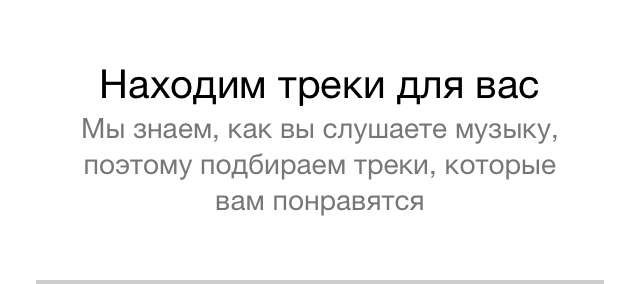 Находим треки для вас
Мы знаем, как вы слушаете музыку,
поэтому подбираем треки, которые
вам понравятся